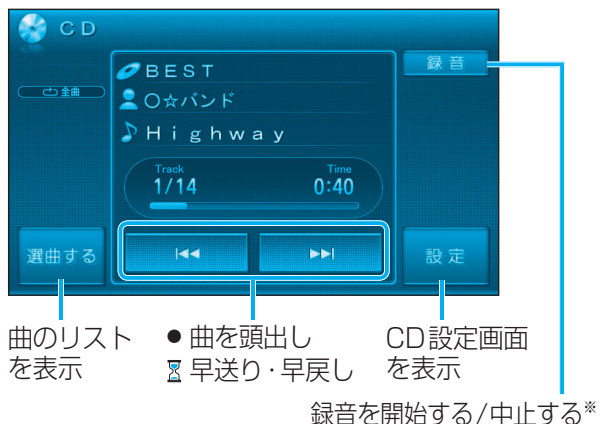 CD
録音
全曲
BEST
○☆バンド
Highway
Track
Time
1/14
0:40
選曲する
設定
曲のリスト
を表示
●曲を頭出し
早送り・早戻し
CD設定画面
を表示
録音を開始する/中止する※